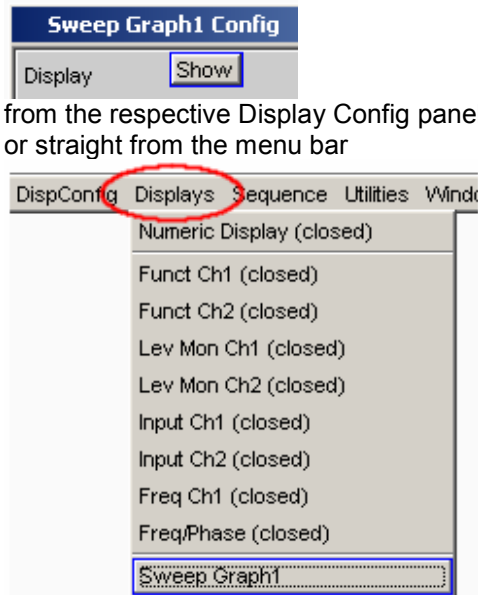 Sweep Graph1 Config
Display Show
from the respective Display Config pane
or straight from the menu bar
DispConfig Displays Sequence Utilities
Numeric Display (closed)
Funct Ch1 (closed)
Funct Ch2 (closed)
Lev Mon Ch1 (closed)
Lev Mon Ch2 (closed)
Input Ch1 (closed)
Input Ch2 (closed)
Freq Ch1 (closed)
Freq/Phase (closed)
Sweep Graph1